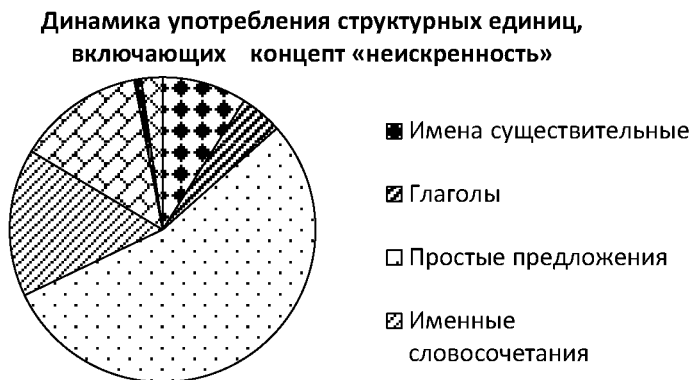 Динамика употребления структурных единиц,
включающих концепт «неискренность»
Имена существительные
Глаголы
Простые предложения
Именные
словосочетания